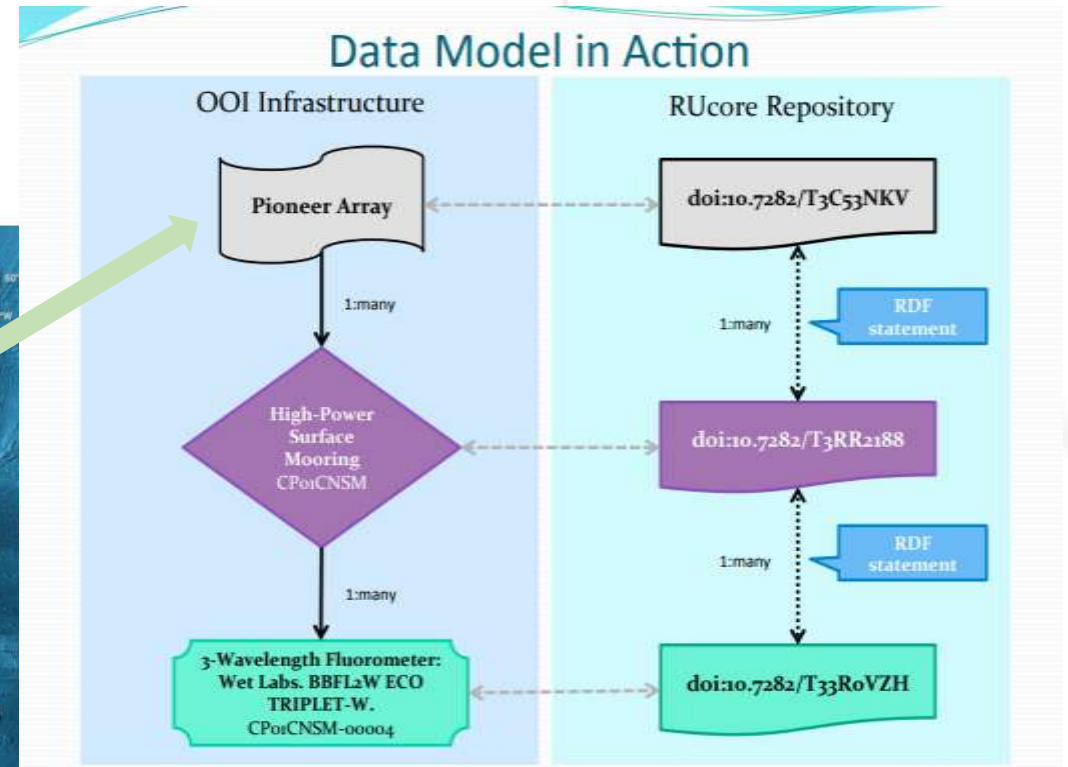 Data Model in Action
OOI Infrastructure
RUcore Repository
Pioneer Array
doi:10.7282/T3C53NKV
1:many
1:many
RDF
statement
High-Power
Surface
Mooring
CP01CNSM
doi:10.7282/T3RR2188
1:many
1:many
RDF
statement
3-Wavelength Fluorometer:
Wet Labs. BBFL2W ECO
TRIPLET-W.
CP01CNSM-00004
doi:10.7282/T33R0VZH